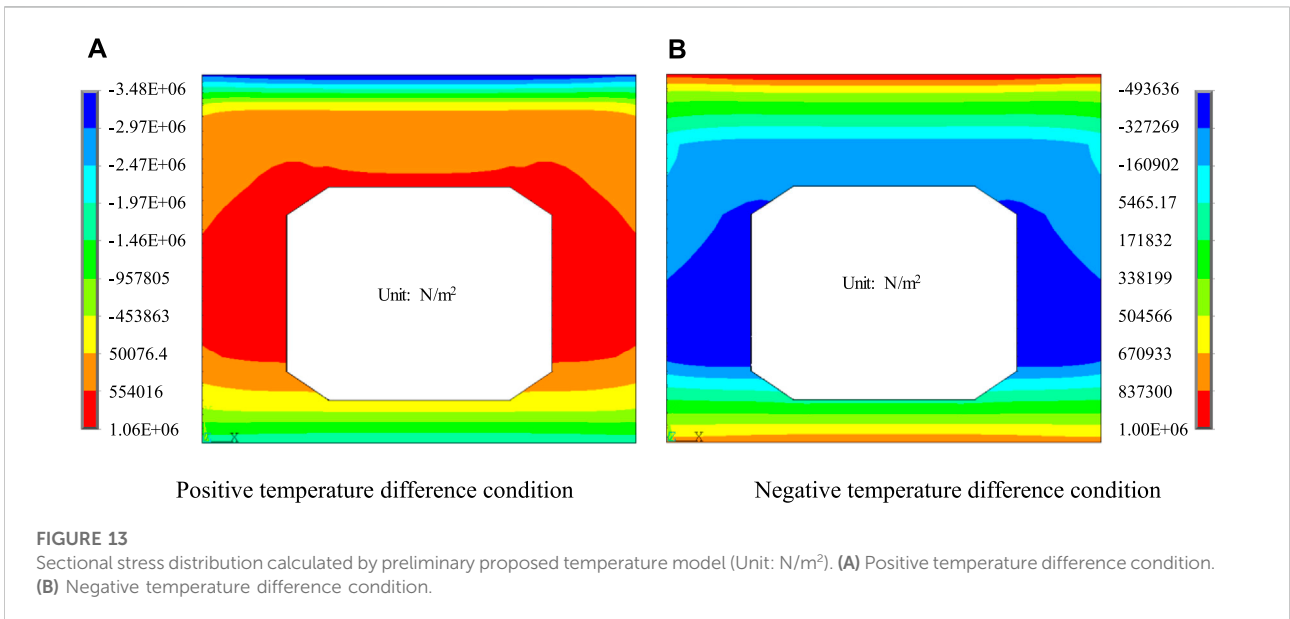 A
B
-3.48E+06
-2.97E+06
-2.47E+06
-1.97E+06
-1.46E+06
-957805
-453863
50076.4
554016
1.06E+06
Unit: N/m²
X
Unit: N/m²
Z X
-493636
-327269
-160902
5465.17
171832
338199
504566
670933
837300
1.00E+06
Positive temperature difference condition
Negative temperature difference condition
FIGURE 13
Sectional stress distribution calculated by preliminary proposed temperature model (Unit: N/m²). (A) Positive temperature difference condition.
(B) Negative temperature difference condition.